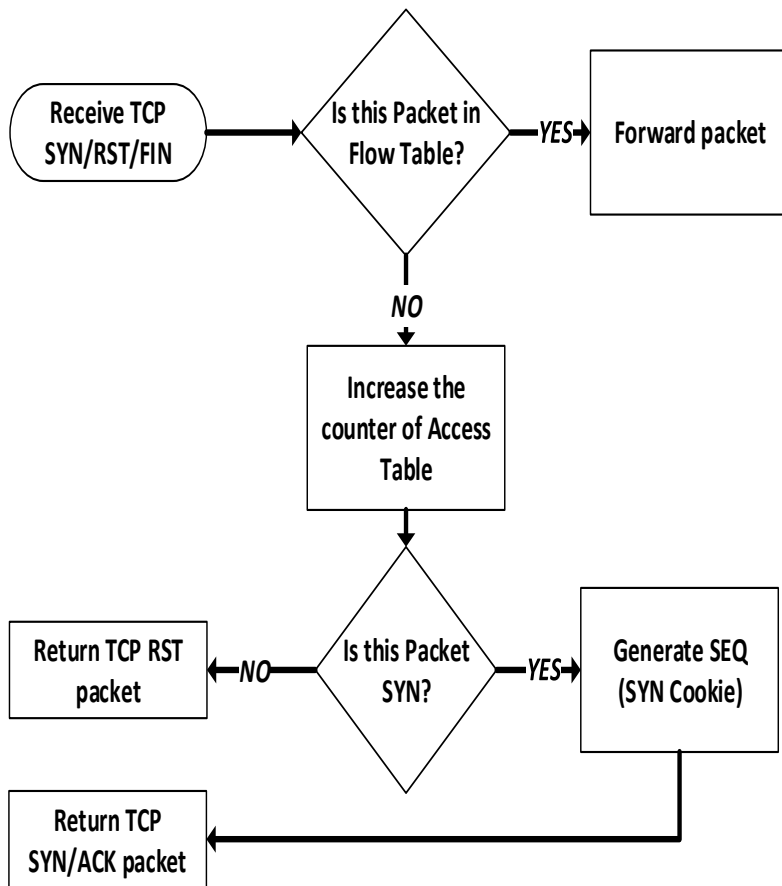 Receive TCP
SYN/RST/FIN
Is this Packet in
Flow Table?
YES
Forward packet
NO
Increase the
counter of Access
Table
Is this Packet
SYN?
NO
Return TCP RST
packet
YES
Generate SEQ
(SYN Cookie)
Return TCP
SYN/ACK packet